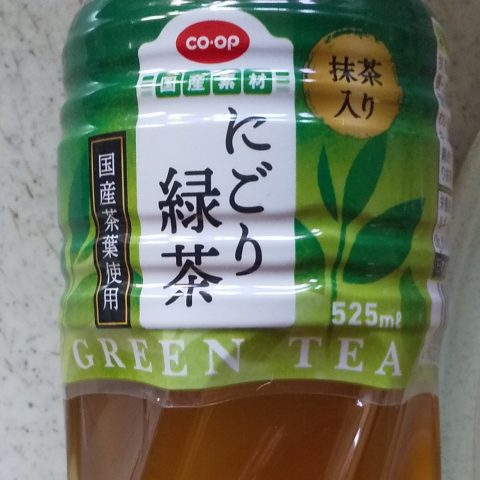 co·op
国産素材
抹茶
入り
にごり
緑茶
国産茶葉使用
525mℓ
GREEN TEA